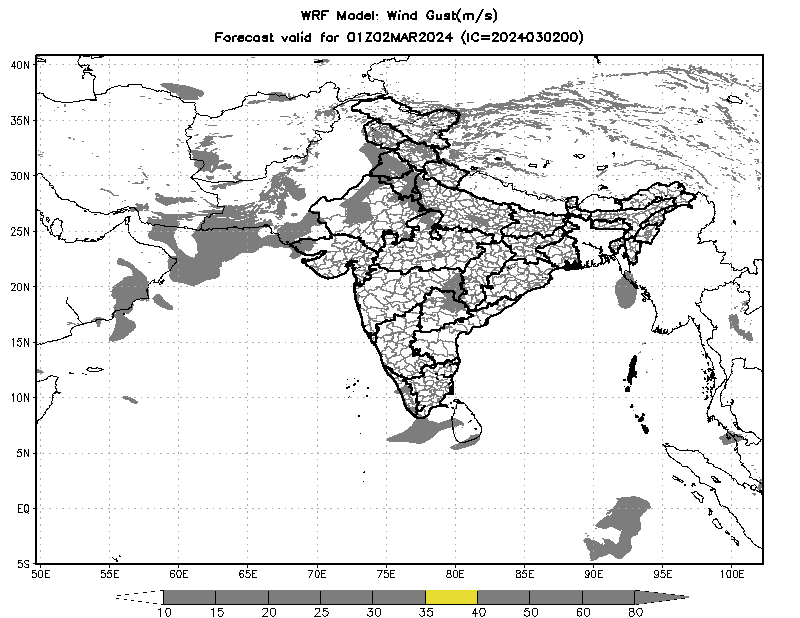 WRF Model: Wind Gust(m/s)
Forecast valid for 01Z02MAR2024 (IC=2024030200)
40N
35N
30N
25N
20N
15N
10N
5N
EQ
5S
50E 55E 60E 65E 70E 75E 80E 85E 90E 95E 100E
10 15 20 25 30 35 40 50 60 80